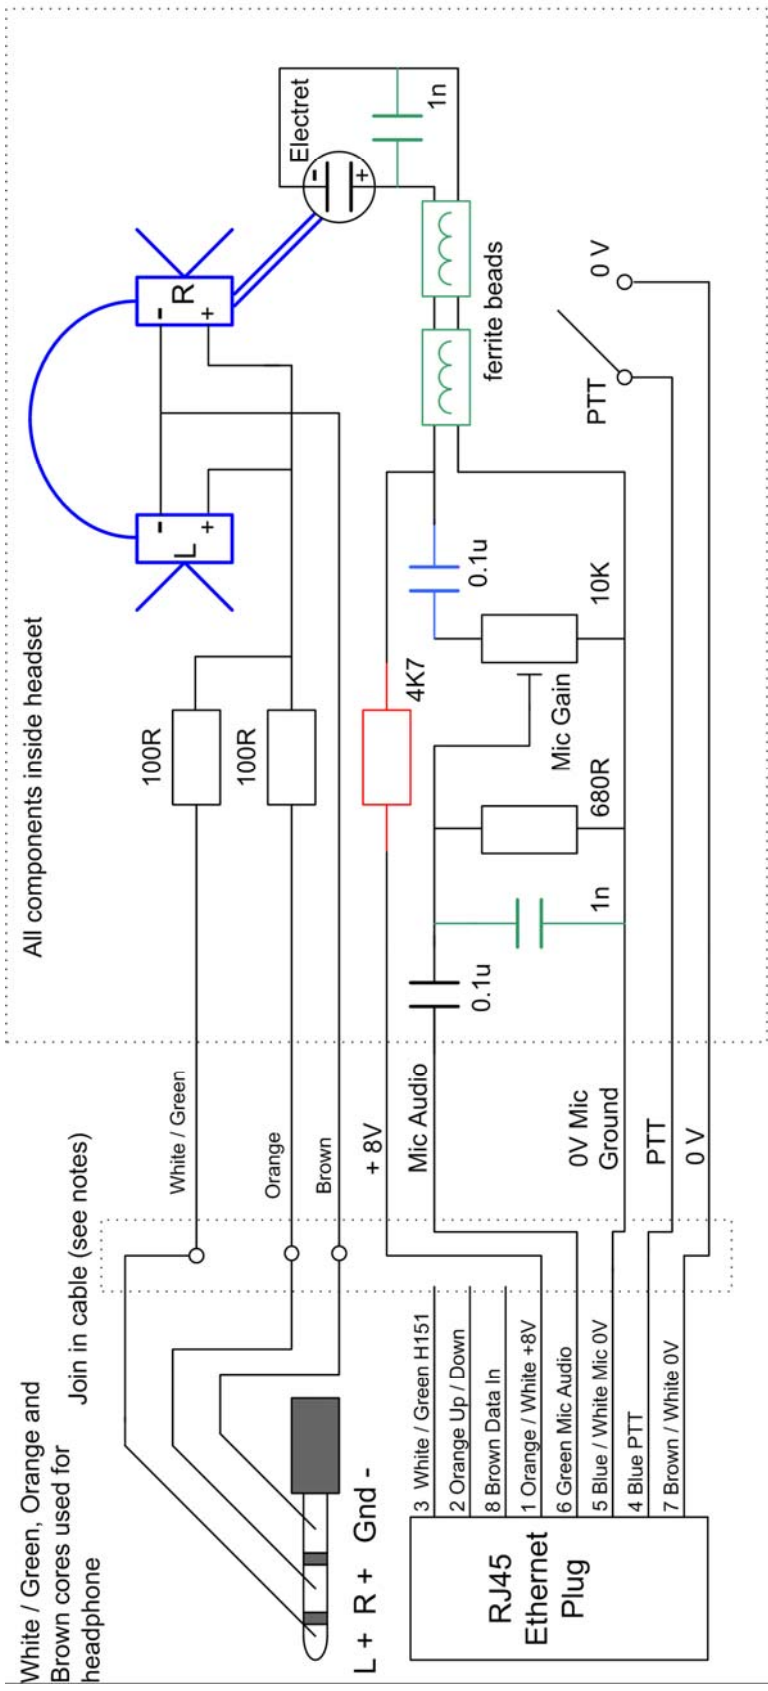 All components inside headset
White / Green, Orange and
Brown cores used for
headphone
Join in cable (see notes)
L
-
+
R
-
+
Electret
-
+
1n
ferrite beads
100R
100R
4K7
0.1u
10K
Mic Gain
680R
1n
0.1u
PTT
0 V
White / Green
Orange
Brown
+ 8V
Mic Audio
0V Mic
Ground
PTT
0 V
L + R + Gnd -
3 White / Green H151
2 Orange Up / Down
8 Brown Data In
1 Orange / White +8V
6 Green Mic Audio
5 Blue / White Mic 0V
4 Blue PTT
7 Brown / White 0V
RJ45
Ethernet
Plug